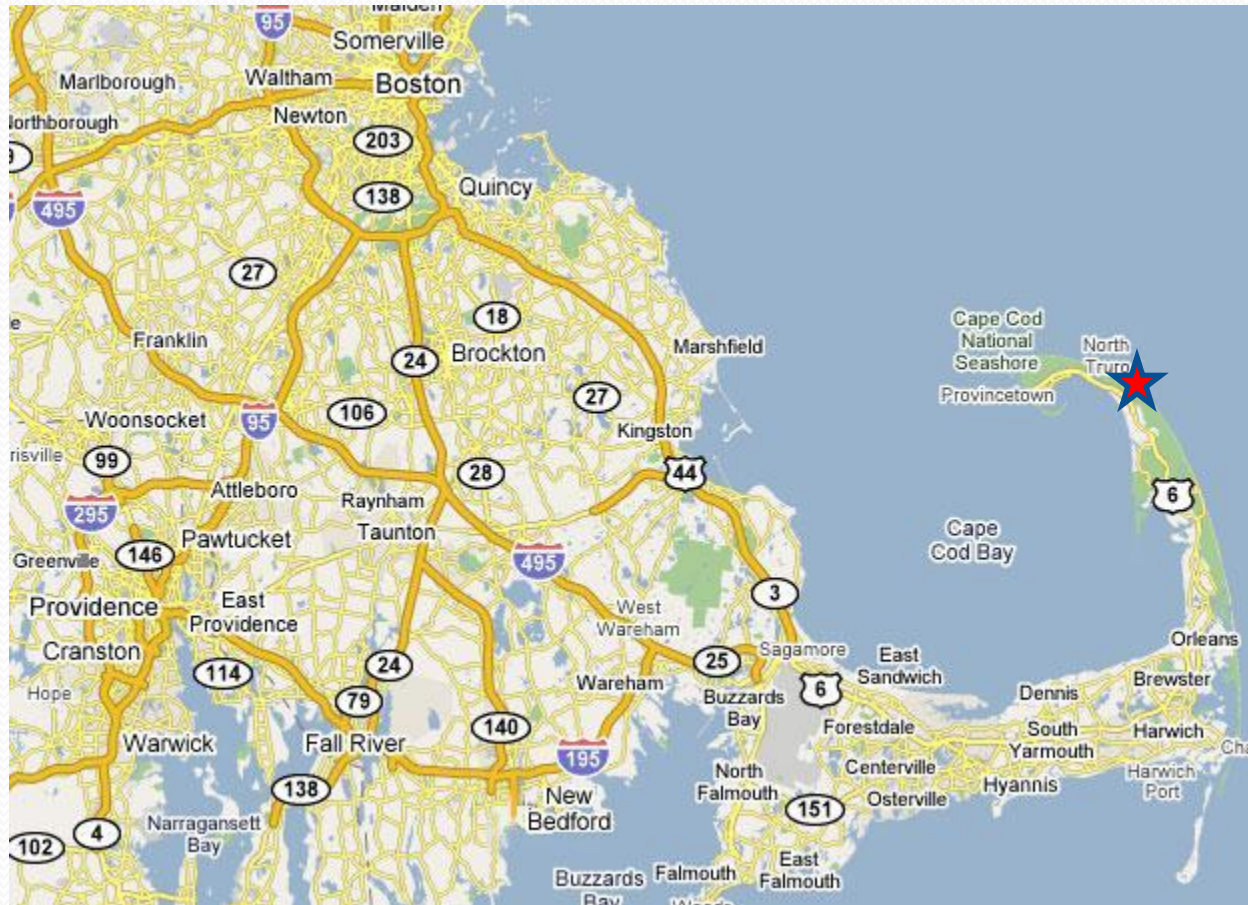 Malden
95
Somerville
Marlborough
Waltham
Boston
Northborough
Newton
203
9
Quincy
138
495
27
Cape Cod
National
Seashore
18
North
Truro
Franklin
Brockton
Marshfield
24
Provincetown
106
27
95
Woonsocket
Kingston
99
28
44
Attleboro
Raynham
6
295
Taunton
Cape
Cod Bay
146
Pawtucket
Greenville
495
3
Providence
East
Providence
West
Wareham
Cranston
Sagamore
Orleans
114
24
25
East
Sandwich
Hope
Wareham
6
Dennis
Brewster
79
Buzzards
Bay
140
Forestdale
South
Yarmouth
Harwich
Warwick
Fall River
195
Centerville
North
Falmouth
Hyannis
Harwich
Port
138
New
Bedford
Osterville
151
4
Narragansett
Bay
102
East
Falmouth
Buzzards
Bay
Falmouth